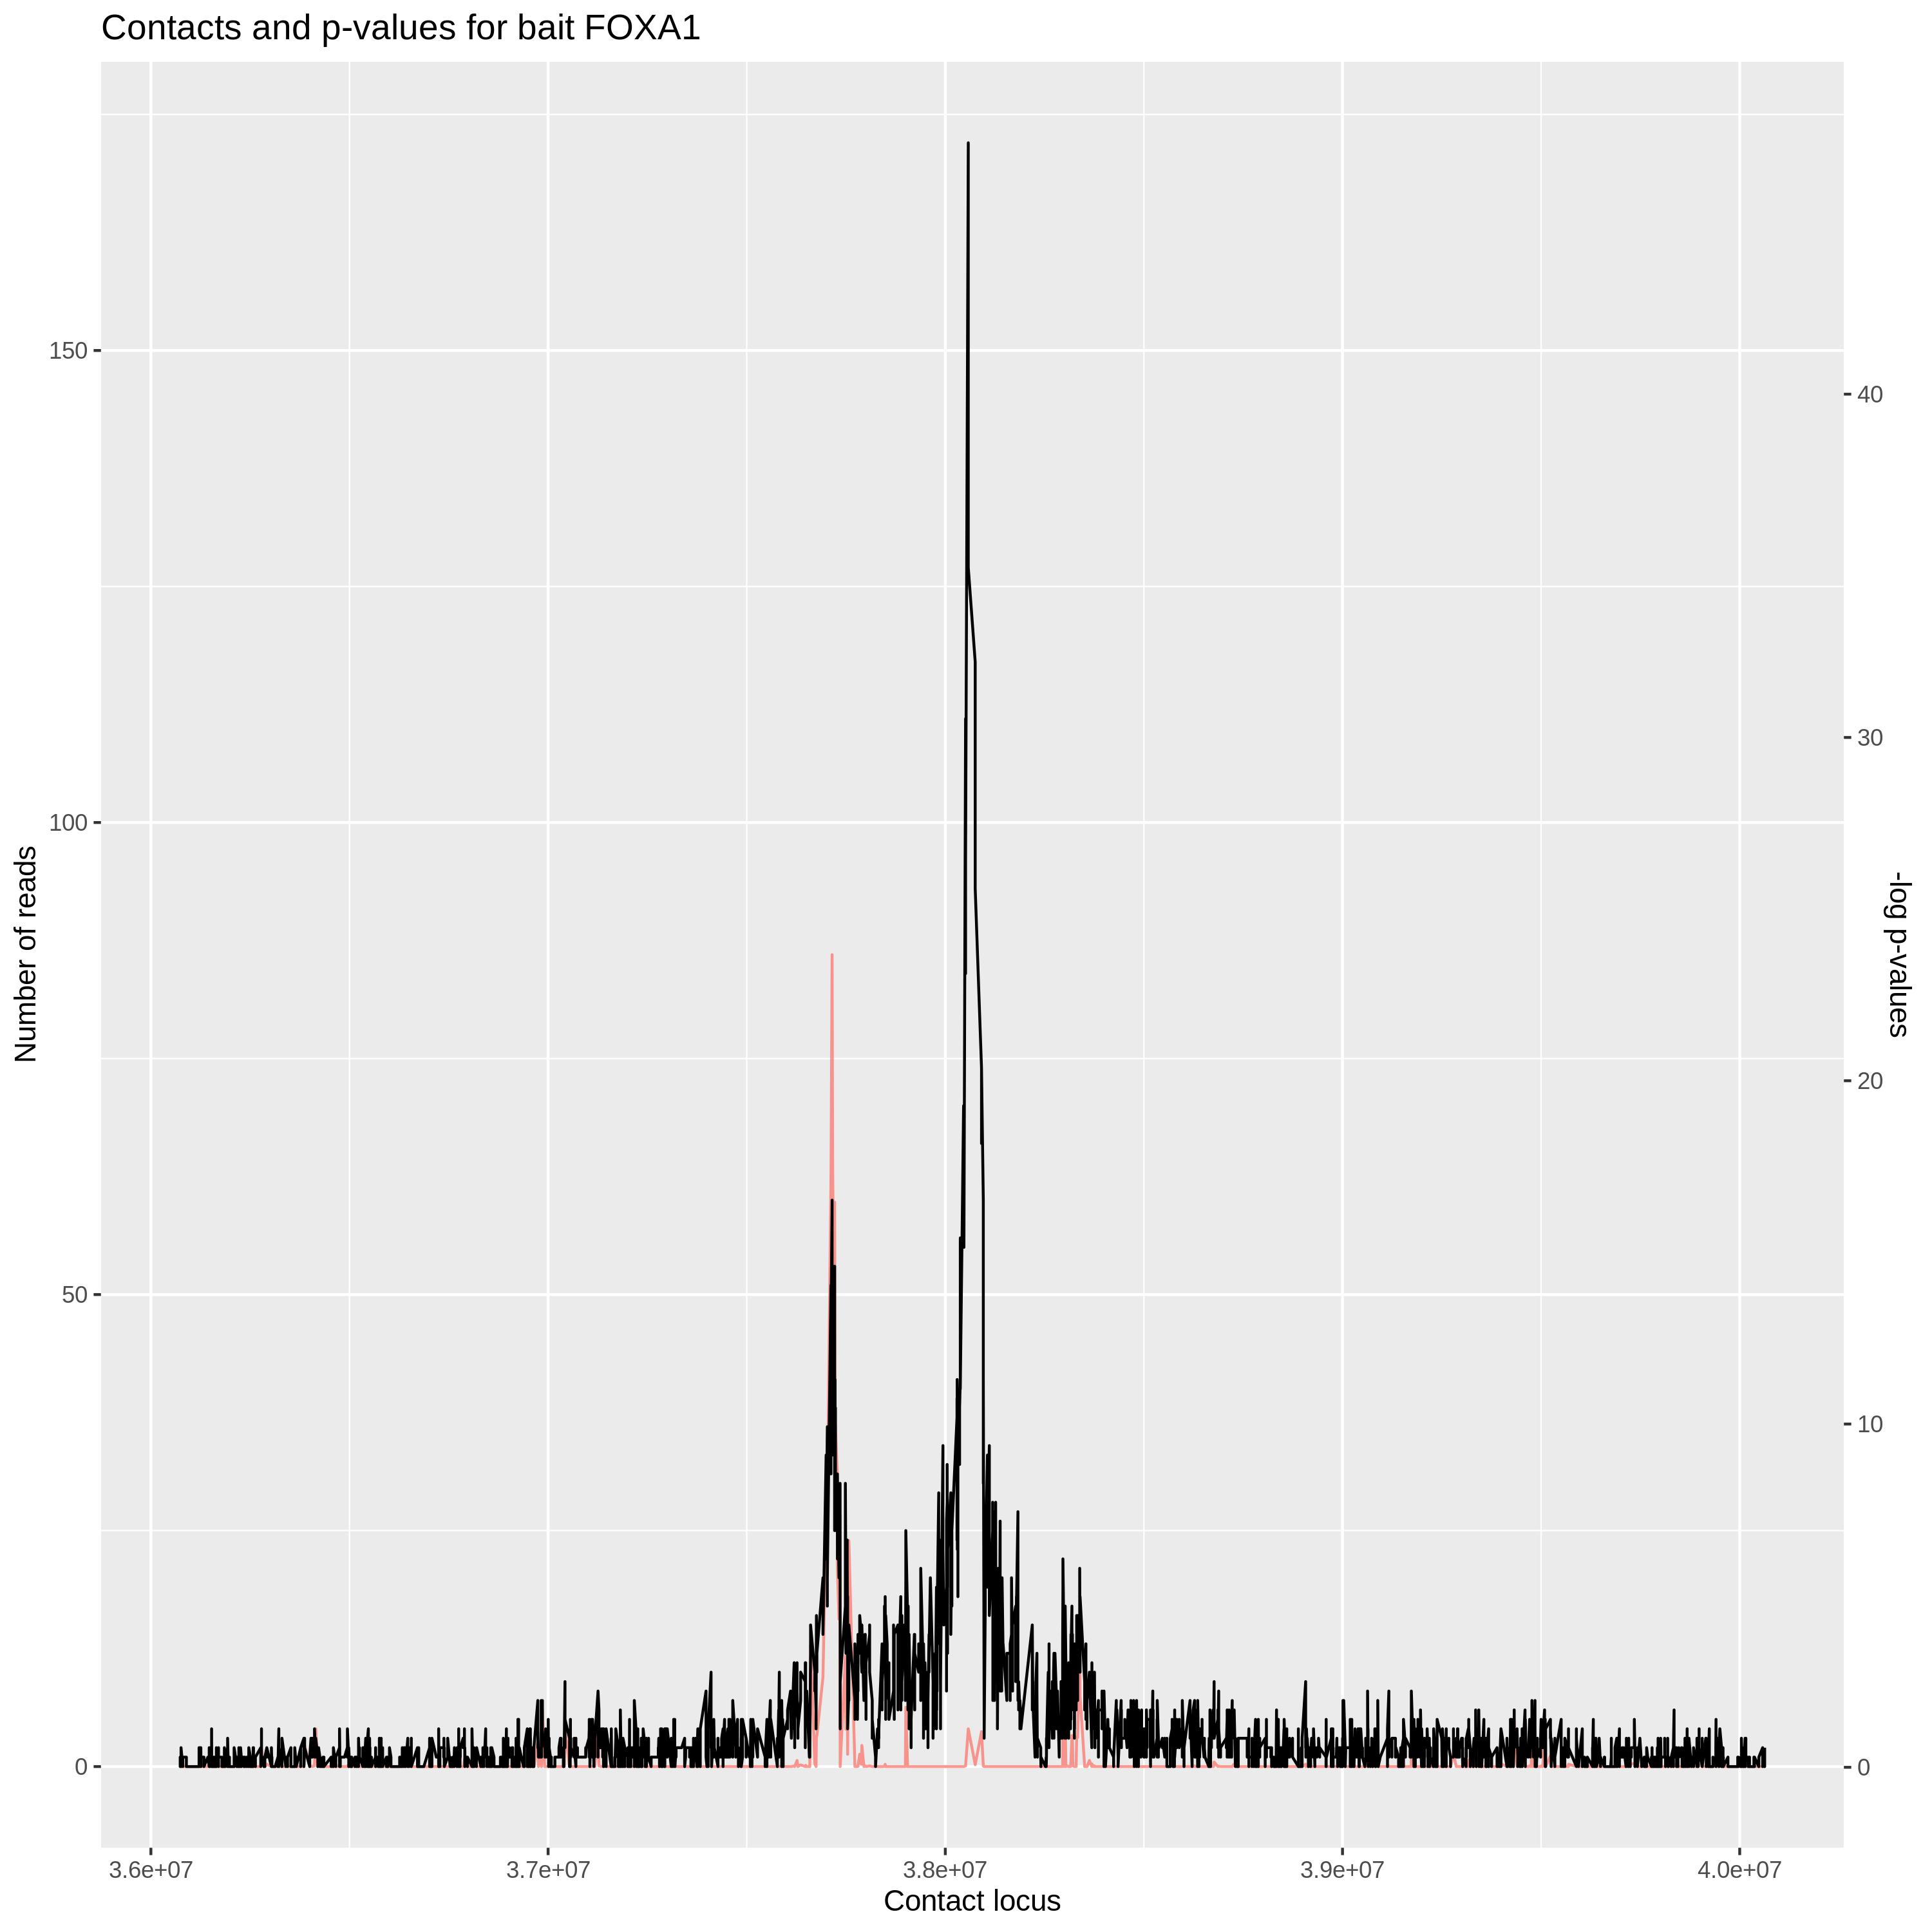 Contacts and p-values for bait FOXA1
150
100
50
0
Number of reads
40
30
20
10
0
-log p-values
3.6e+07
3.7e+07
3.8e+07
3.9e+07
4.0e+07
Contact locus